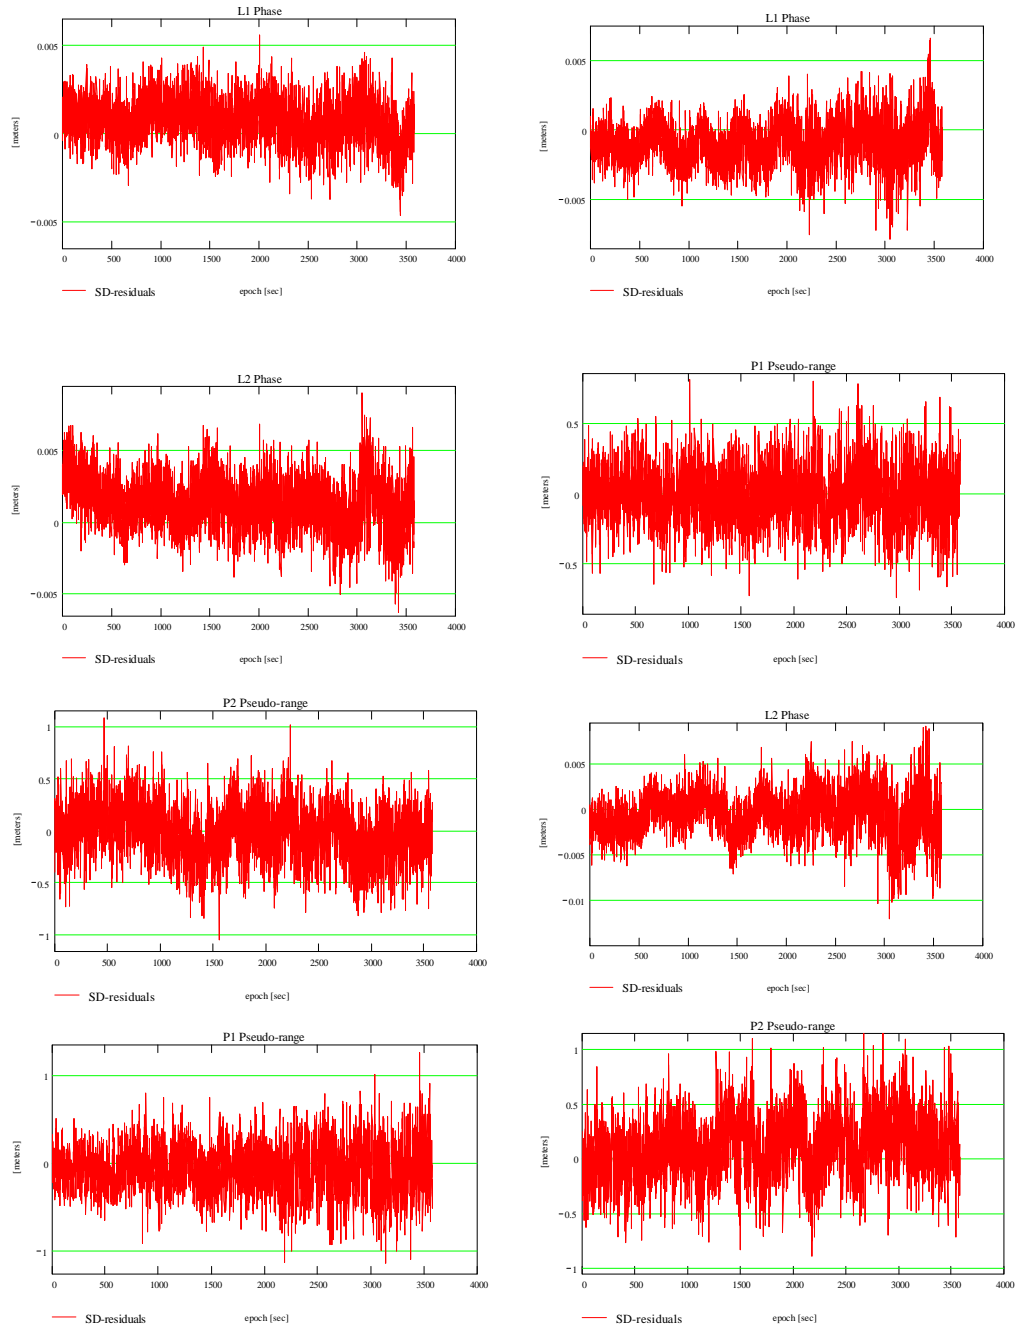 L1 Phase
0.005
0
−0.005
[meters]
0 500 1000 1500 2000 2500 3000 3500 4000
SD-residuals epoch [sec]
L1 Phase
0.005
0
−0.005
[meters]
0 500 1000 1500 2000 2500 3000 3500 4000
SD-residuals epoch [sec]
L2 Phase
0.005
0
−0.005
[meters]
0 500 1000 1500 2000 2500 3000 3500 4000
SD-residuals epoch [sec]
P1 Pseudo-range
0.5
0
−0.5
[meters]
0 500 1000 1500 2000 2500 3000 3500 4000
SD-residuals epoch [sec]
P2 Pseudo-range
1
0.5
0
−0.5
−1
[meters]
0 500 1000 1500 2000 2500 3000 3500 4000
SD-residuals epoch [sec]
L2 Phase
0.005
0
−0.005
−0.01
[meters]
0 500 1000 1500 2000 2500 3000 3500 4000
SD-residuals epoch [sec]
P1 Pseudo-range
1
0
−1
[meters]
0 500 1000 1500 2000 2500 3000 3500 4000
SD-residuals epoch [sec]
P2 Pseudo-range
1
0.5
0
−0.5
−1
[meters]
0 500 1000 1500 2000 2500 3000 3500 4000
SD-residuals epoch [sec]